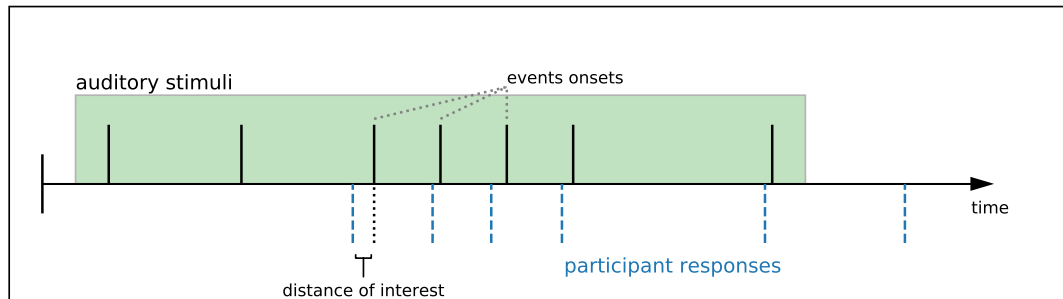 events onsets
auditory stimuli
time
participant responses
distance of interest